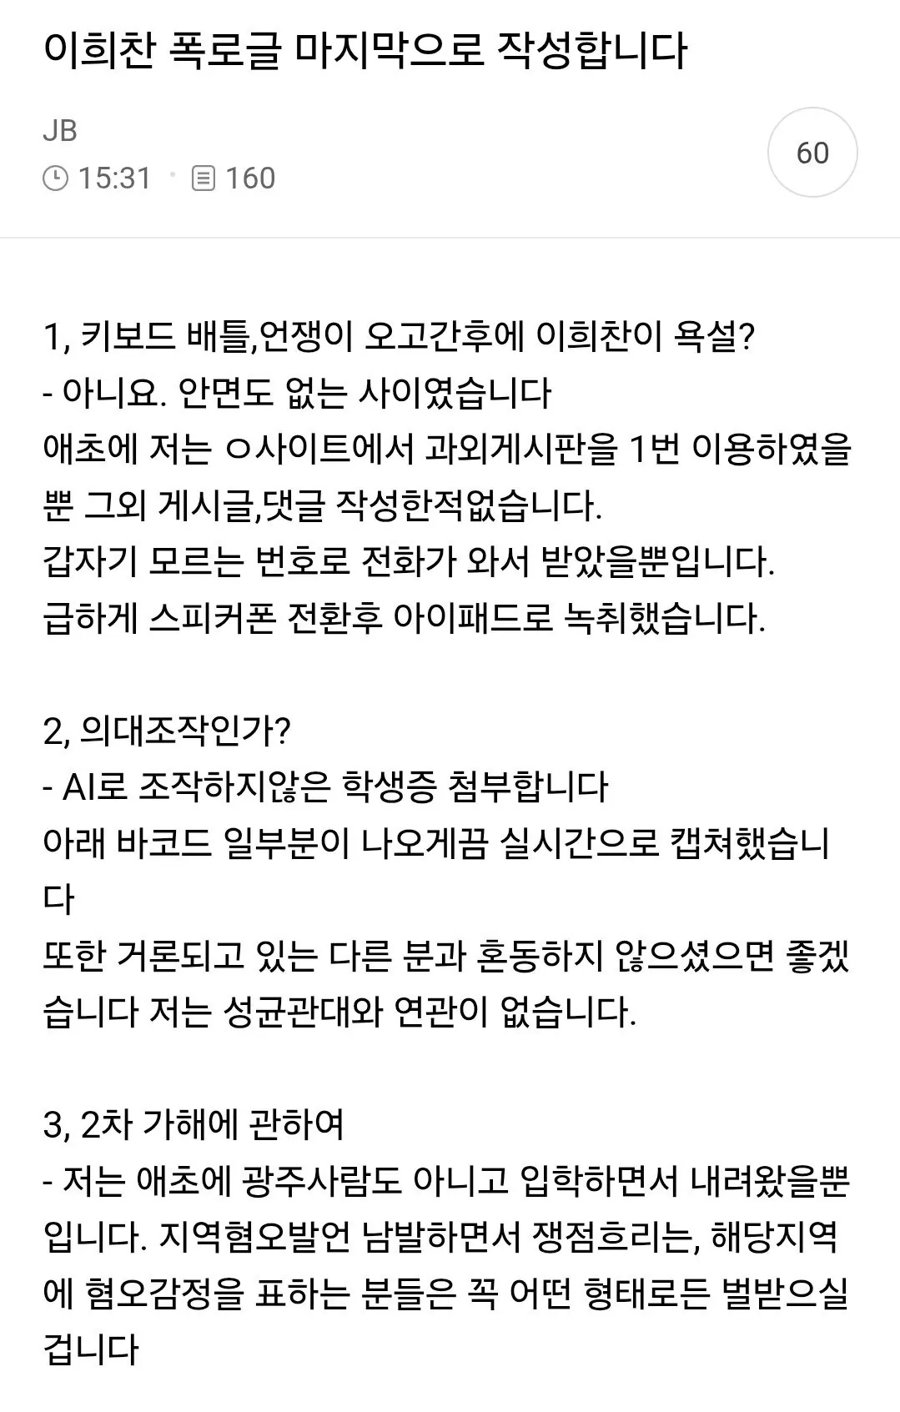 이희찬 폭로글 마지막으로 작성합니다
JB
15:31 · 160
60
1, 키보드 배틀,언쟁이 오고간후에 이희찬이 욕설?
- 아니요. 안면도 없는 사이였습니다
애초에 저는 ㅇ사이트에서 과외게시판을 1번 이용하였을
뿐 그외 게시글,댓글 작성한적없습니다.
갑자기 모르는 번호로 전화가 와서 받았을뿐입니다.
급하게 스피커폰 전환후 아이패드로 녹취했습니다.
2, 의대조작인가?
- AI로 조작하지않은 학생증 첨부합니다
아래 바코드 일부분이 나오게끔 실시간으로 캡쳐했습니
다
또한 거론되고 있는 다른 분과 혼동하지 않으셨으면 좋겠
습니다 저는 성균관대와 연관이 없습니다.
3, 2차 가해에 관하여
- 저는 애초에 광주사람도 아니고 입학하면서 내려왔을뿐
입니다. 지역혐오발언 남발하면서 쟁점흐리는, 해당지역
에 혐오감정을 표하는 분들은 꼭 어떤 형태로든 벌받으실
겁니다